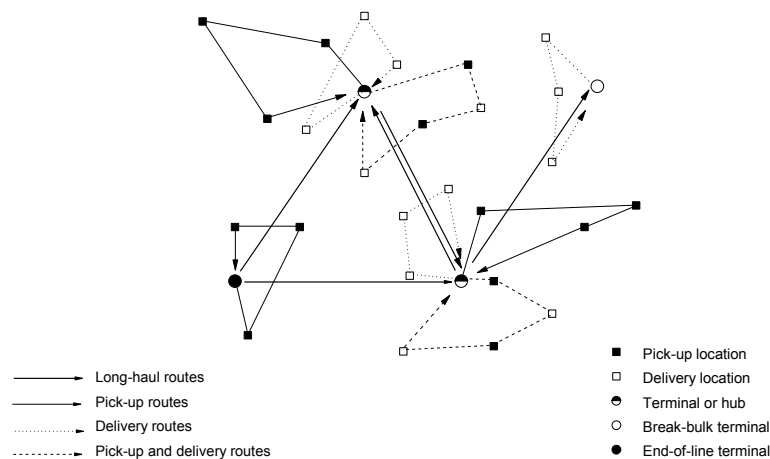 Long-haul routes
Pick-up routes
Delivery routes
Pick-up and delivery routes
Pick-up location
Delivery location
Terminal or hub
Break-bulk terminal
End-of-line terminal